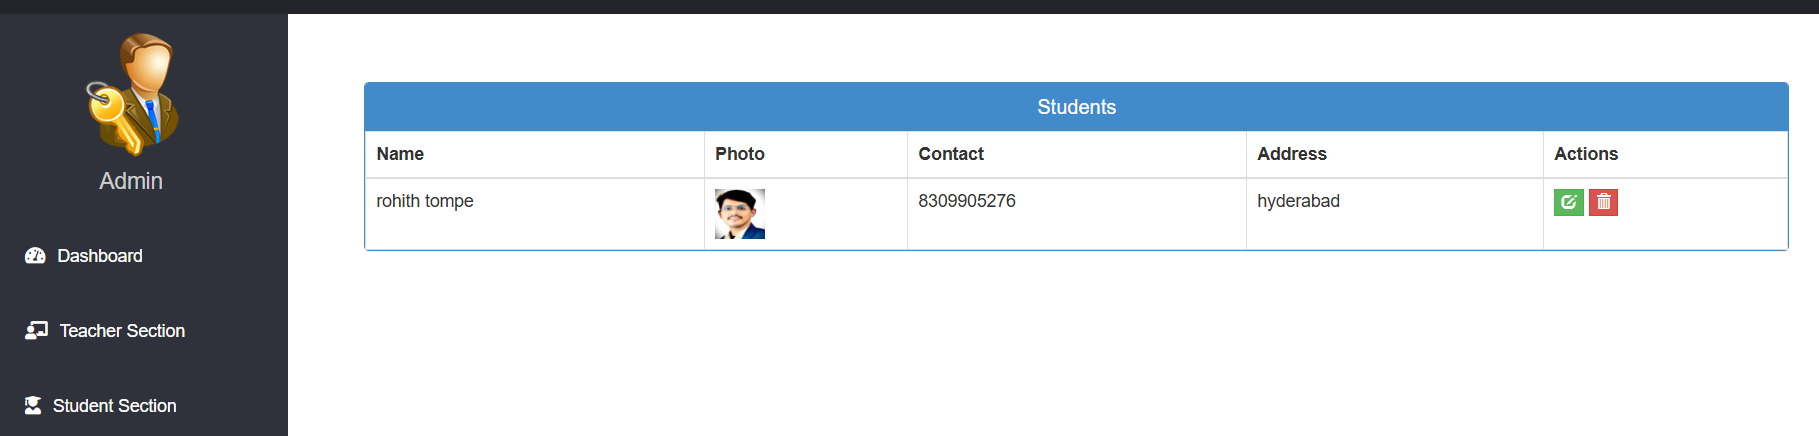 Admin
Dashboard
Teacher Section
Student Section
Students
Name Photo Contact Address Actions
rohith tompe 8309905276 hyderabad